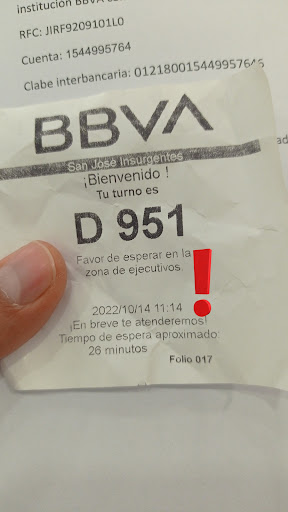 institución BBVA
RFC: JIRF9209101L0
Cuenta: 1544995764
Clabe interbancaria: 012180015449957646
BBVA
San José Insurgentes
¡Bienvenido !
Tu turno es
D 951
Favor de esperar en la
zona de ejecutivos.
2022/10/14 11:14
¡En breve te atenderemos!
Tiempo de espera aproximado:
26 minutos
Folio 017